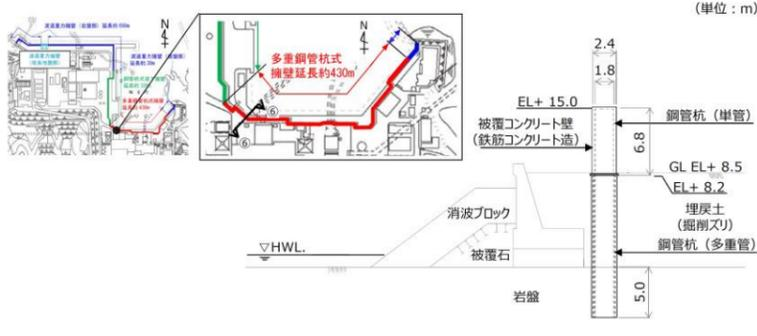 (単位：m)
N
N
多重鋼管杭式
擁壁延長約430m
⑥
⑥
2.4
1.8
EL+ 15.0
被覆コンクリート壁
(鉄筋コンクリート造)
鋼管杭（単管）
6.8
GL EL+ 8.5
EL+ 8.2
埋戻土
(掘削ズリ)
消波ブロック
鋼管杭（多重管）
▽HWL.
被覆石
岩盤
5.0